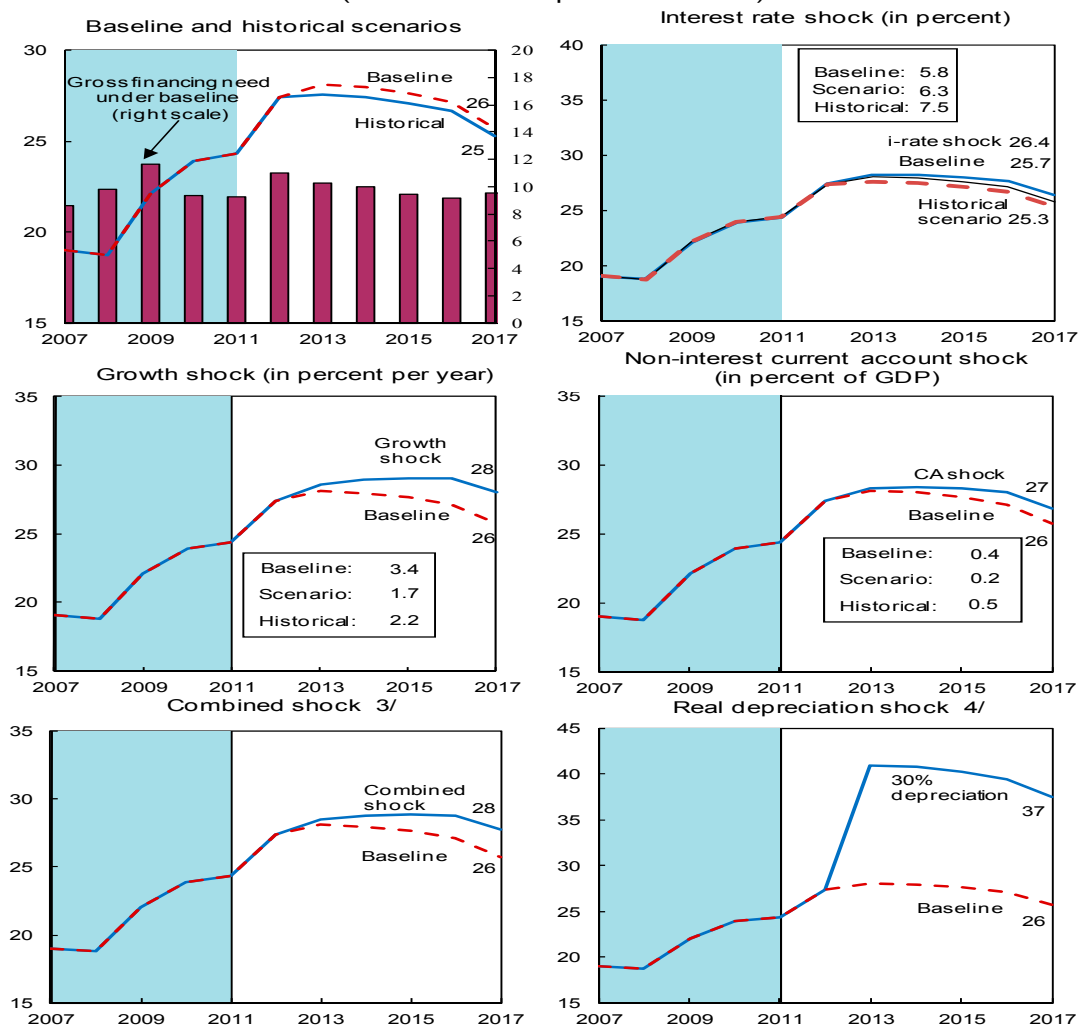 Baseline and historical scenarios
30
25
20
15
20
18
16
14
12
10
8
6
4
2
0
Gross financing need
under baseline
(right scale)
Baseline
26
Historical
25
2007 2009 2011 2013 2015 2017
Interest rate shock (in percent)
40
35
30
25
20
15
Baseline: 5.8
Scenario: 6.3
Historical: 7.5
i-rate shock 26.4
Baseline 25.7
Historical
scenario 25.3
2007 2009 2011 2013 2015 2017
Growth shock (in percent per year)
35
30
25
20
15
Growth
shock
28
Baseline
26
Baseline: 3.4
Scenario: 1.7
Historical: 2.2
2007 2009 2011 2013 2015 2017
Non-interest current account shock
(in percent of GDP)
35
30
25
20
15
CA shock
27
Baseline
26
Baseline: 0.4
Scenario: 0.2
Historical: 0.5
2007 2009 2011 2013 2015 2017
Combined shock 3/
35
30
25
20
15
Combined
shock
28
Baseline
26
2007 2009 2011 2013 2015 2017
Real depreciation shock 4/
45
40
35
30
25
20
15
30%
depreciation
37
Baseline
26
2007 2009 2011 2013 2015 2017